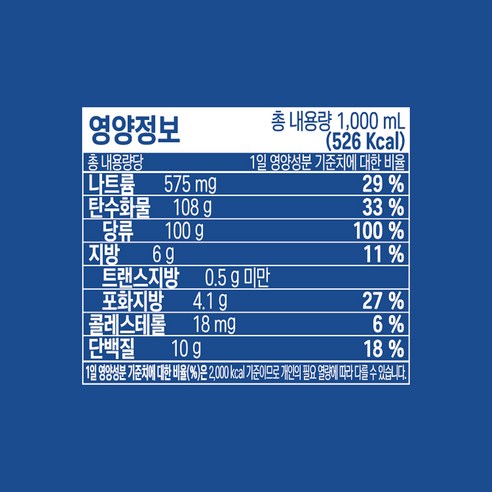 영양정보 총 내용량 1,000 mL
(526 Kcal)
총 내용량당 1일 영양성분 기준치에 대한 비율
나트륨 575 mg 29 %
탄수화물 108 g 33 %
당류 100 g 100 %
지방 6 g 11 %
트랜스지방 0.5 g 미만
포화지방 4.1 g 27 %
콜레스테롤 18 mg 6 %
단백질 10 g 18 %
1일 영양성분 기준치에 대한 비율(%)은 2,000 kcal 기준이므로 개인의 필요 열량에 따라 다를 수 있습니다.